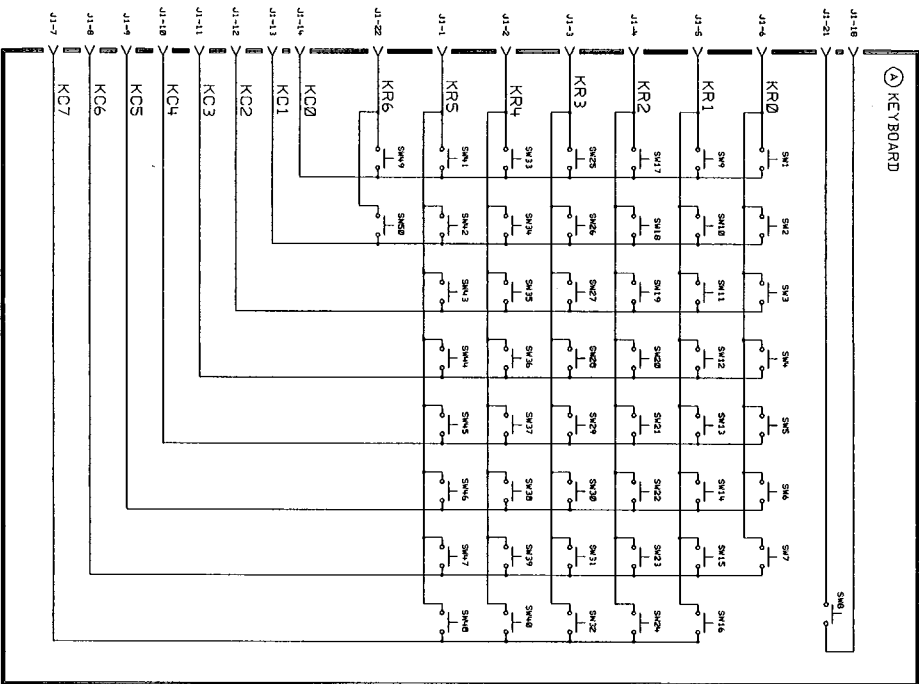 A KEYBOARD
J1-18
J1-21
SW8
J1-6 KR0
SW1 SW2 SW3 SW4 SW5 SW6 SW7
J1-5 KR1
SW9 SW10 SW11 SW12 SW13 SW14 SW15 SW16
J1-4 KR2
SW17 SW18 SW19 SW20 SW21 SW22 SW23 SW24
J1-3 KR3
SW25 SW26 SW27 SW28 SW29 SW30 SW31 SW32
J1-2 KR4
SW33 SW34 SW35 SW36 SW37 SW38 SW39 SW40
J1-1 KR5
SW41 SW42 SW43 SW44 SW45 SW46 SW47 SW48
J1-22 KR6
SW49 SW50
J1-14 KC0
J1-13 KC1
J1-12 KC2
J1-11 KC3
J1-10 KC4
J1-9 KC5
J1-8 KC6
J1-7 KC7